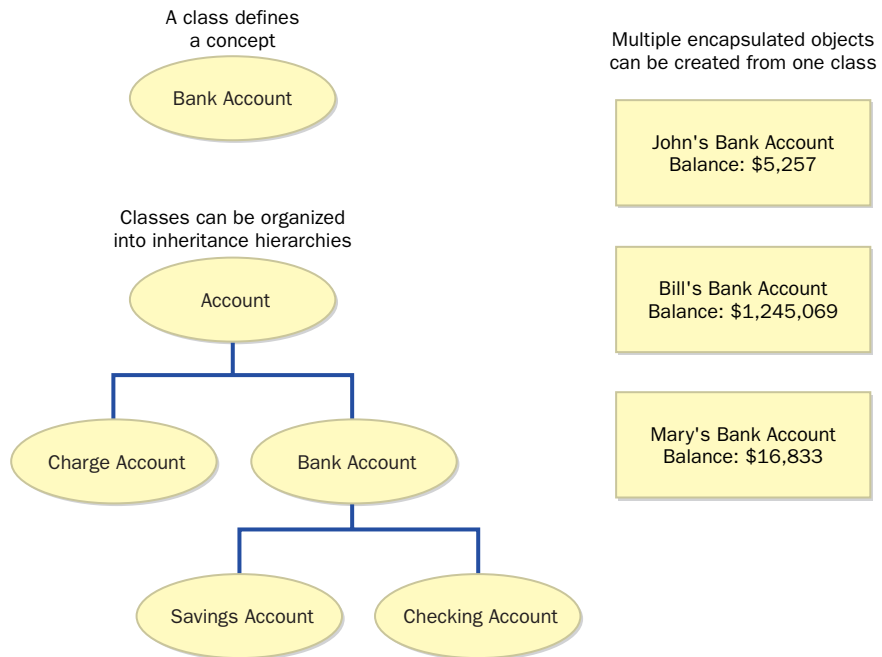 A class defines
a concept
Bank Account
Classes can be organized
into inheritance hierarchies
Account
Charge Account
Bank Account
Savings Account
Checking Account
Multiple encapsulated objects
can be created from one class
John's Bank Account
Balance: $5,257
Bill's Bank Account
Balance: $1,245,069
Mary's Bank Account
Balance: $16,833